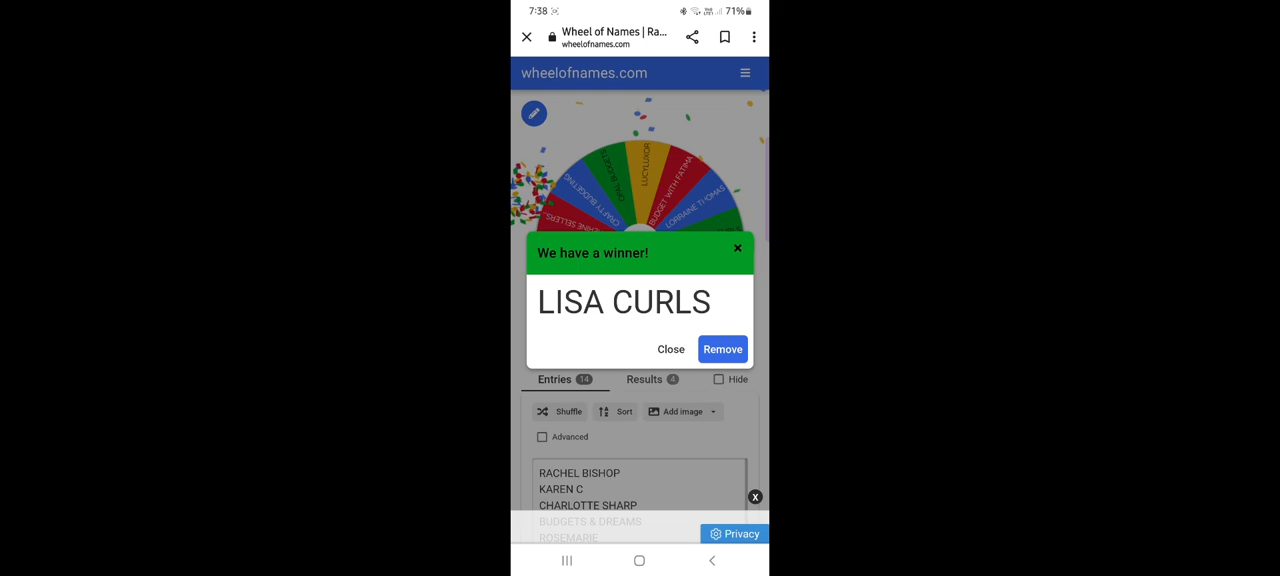 7:38
71%
Wheel of Names | Ra...
wheelofnames.com
wheelofnames.com
CRAFTY BUDGETING
OPAL BUDGETS
LUCYLUXOR
BUDGET WITH FATIMA
LORRAINE THOMAS
We have a winner!
×
LISA CURLS
Close
Remove
Entries 14
Results 4
Hide
Shuffle
Sort
Add image
Advanced
RACHEL BISHOP
KAREN C
CHARLOTTE SHARP
BUDGETS & DREAMS
ROSEMARIE
X
Privacy